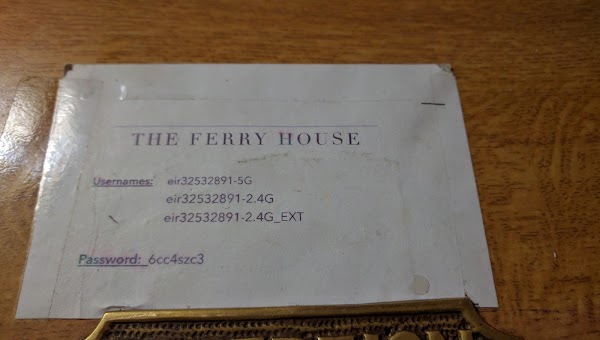 THE FERRY HOUSE
Usernames: eir32532891-5G
eir32532891-2.4G
eir32532891-2.4G_EXT
Password: 6cc4szc3